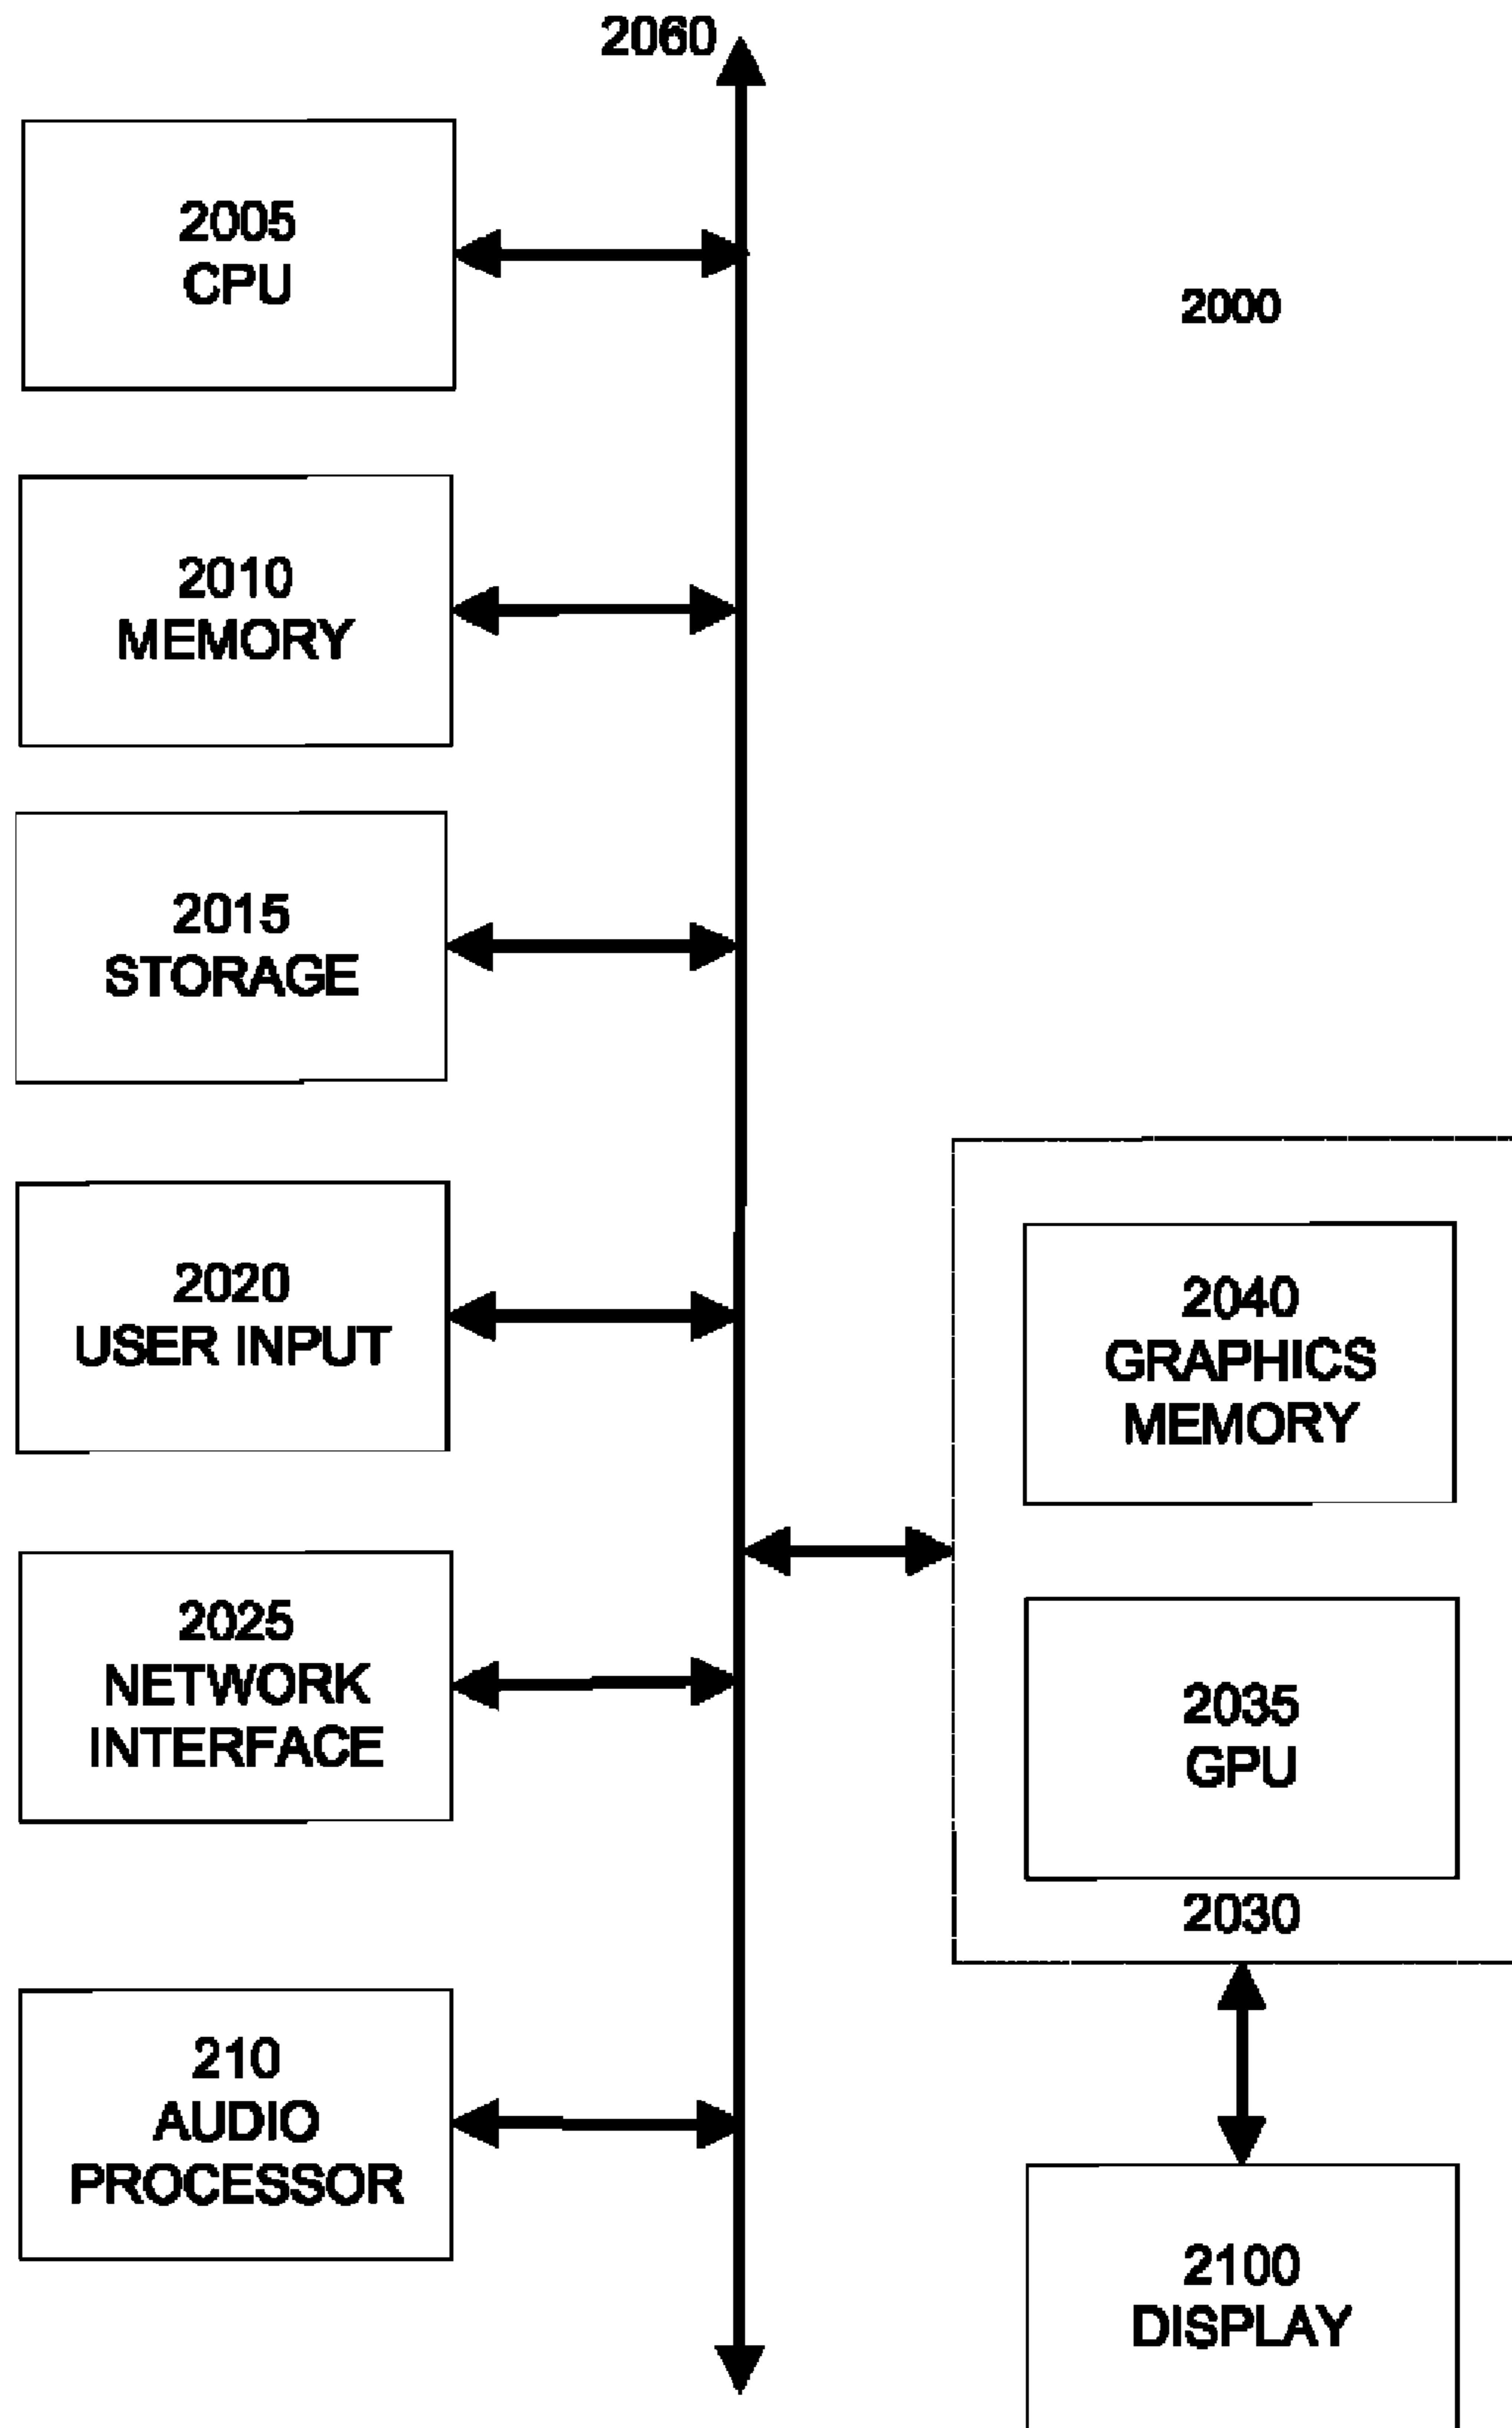 2060
2005
CPU
2000
2010
MEMORY
2015
STORAGE
2020
USER INPUT
2040
GRAPHICS
MEMORY
2025
NETWORK
INTERFACE
2035
GPU
2030
210
AUDIO
PROCESSOR
2100
DISPLAY